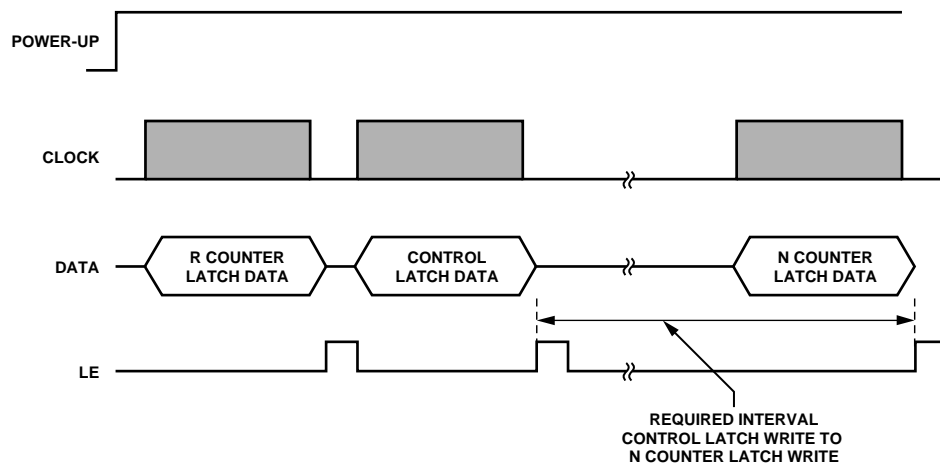 POWER-UP
CLOCK
DATA
R COUNTER
LATCH DATA
CONTROL
LATCH DATA
N COUNTER
LATCH DATA
LE
REQUIRED INTERVAL
CONTROL LATCH WRITE TO
N COUNTER LATCH WRITE